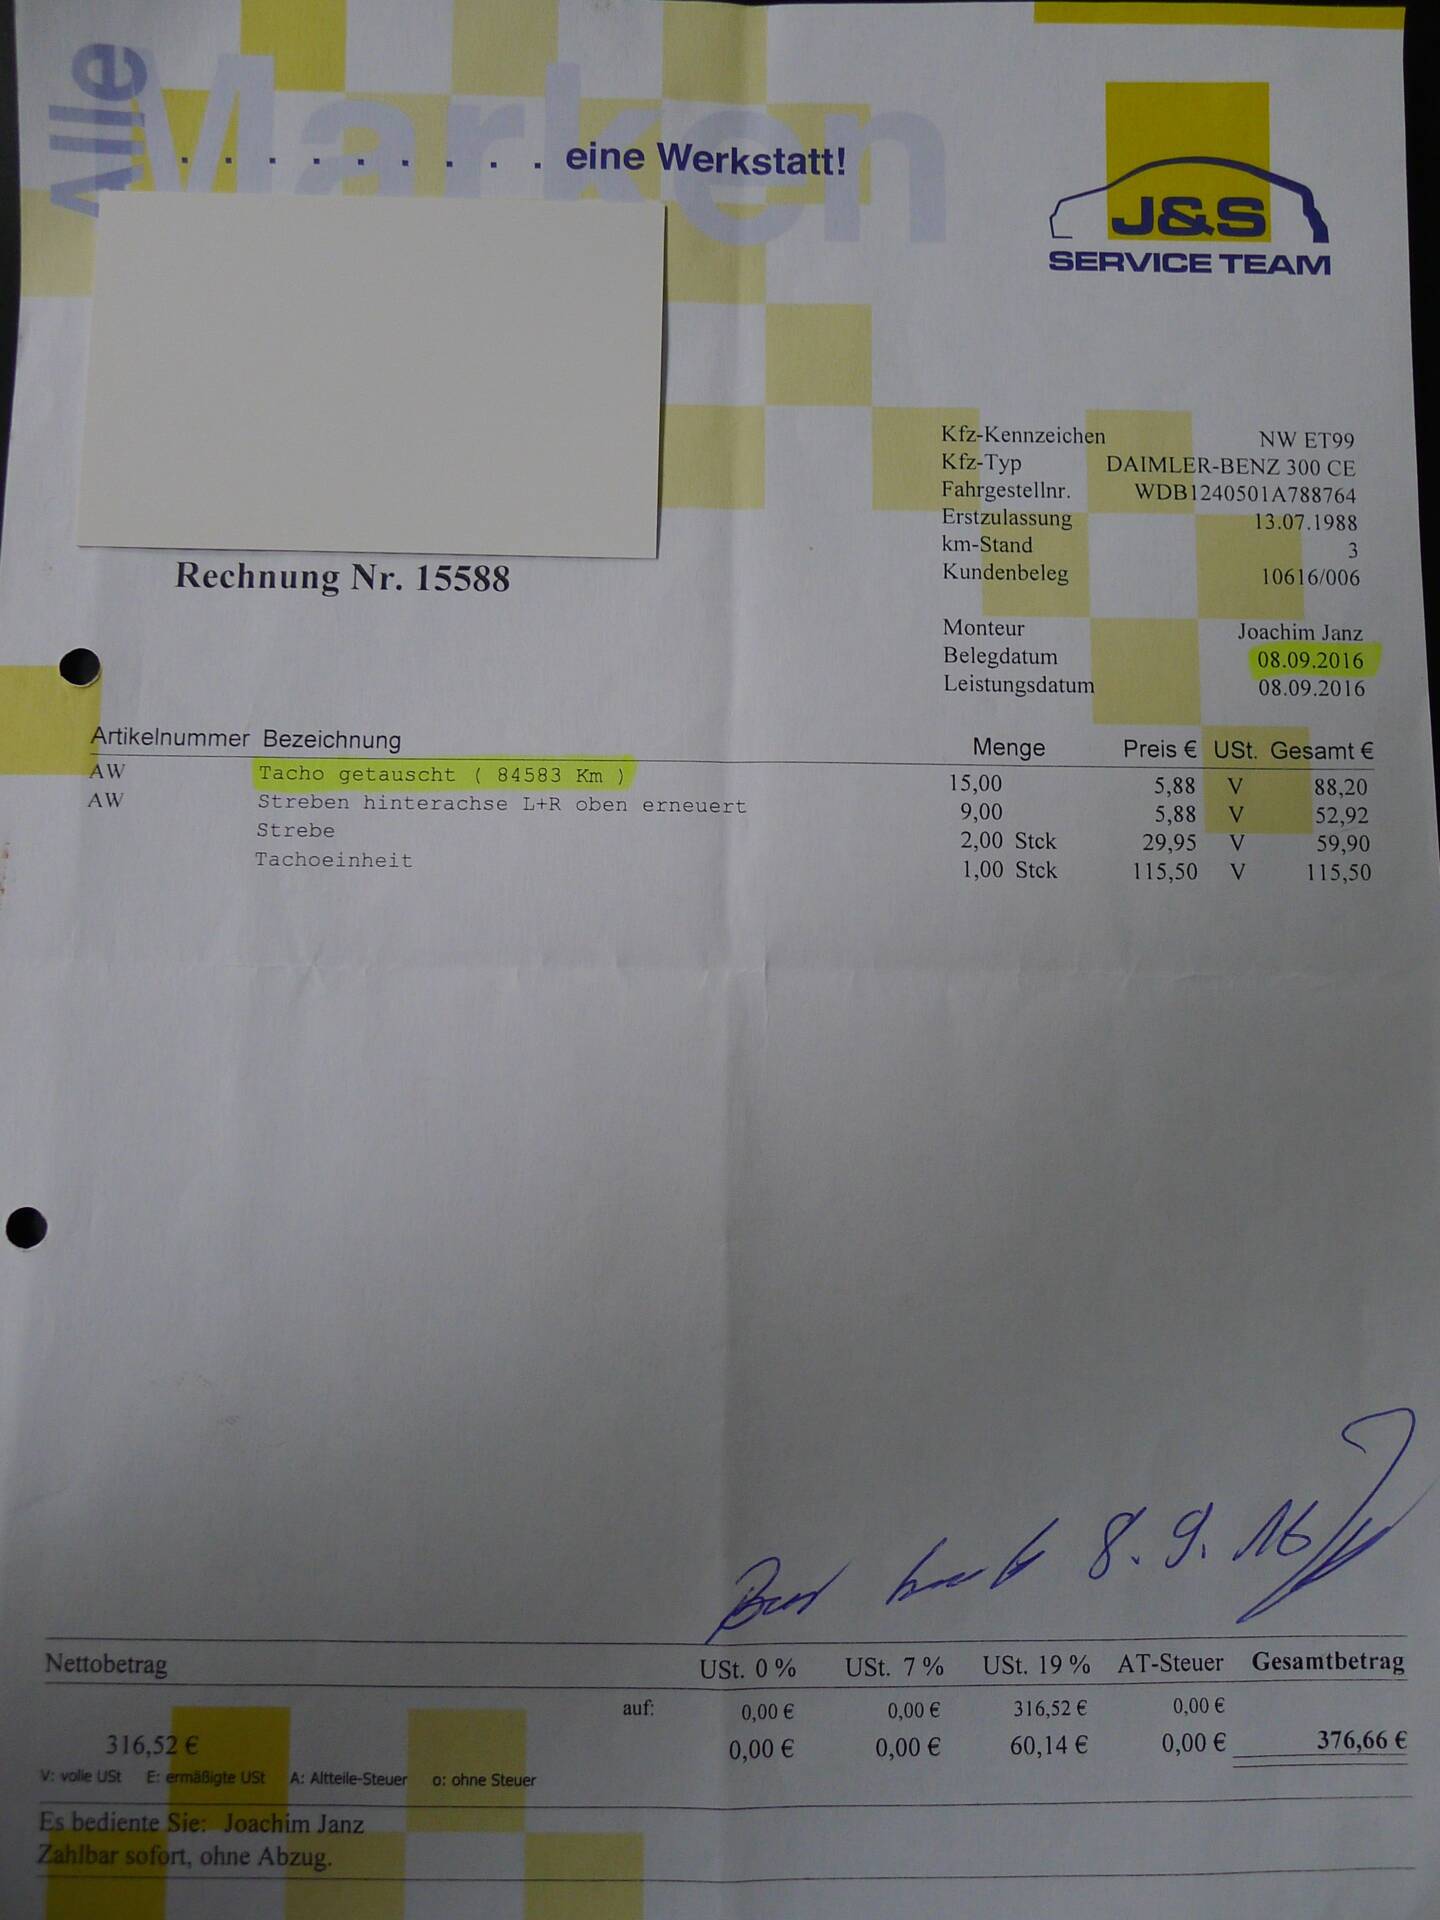 Alle
Marken
. . . . . . . . . eine Werkstatt!
J&S
SERVICE TEAM
Kfz-Kennzeichen NW ET99
Kfz-Typ DAIMLER-BENZ 300 CE
Fahrgestellnr. WDB1240501A788764
Erstzulassung 13.07.1988
km-Stand 3
Kundenbeleg 10616/006
Rechnung Nr. 15588
Monteur Joachim Janz
Belegdatum 08.09.2016
Leistungsdatum 08.09.2016
Artikelnummer Bezeichnung Menge Preis € USt. Gesamt €
AW Tacho getauscht ( 84583 Km ) 15,00 5,88 V 88,20
AW Streben hinterachse L+R oben erneuert 9,00 5,88 V 52,92
Strebe 2,00 Stck 29,95 V 59,90
Tachoeinheit 1,00 Stck 115,50 V 115,50
8.9.16
Nettobetrag USt. 0 % USt. 7 % USt. 19 % AT-Steuer Gesamtbetrag
auf: 0,00 € 0,00 € 316,52 € 0,00 €
316,52 € 0,00 € 0,00 € 60,14 € 0,00 € 376,66 €
V: volle USt E: ermäßigte USt A: Altteile-Steuer o: ohne Steuer
Es bediente Sie: Joachim Janz
Zahlbar sofort, ohne Abzug.